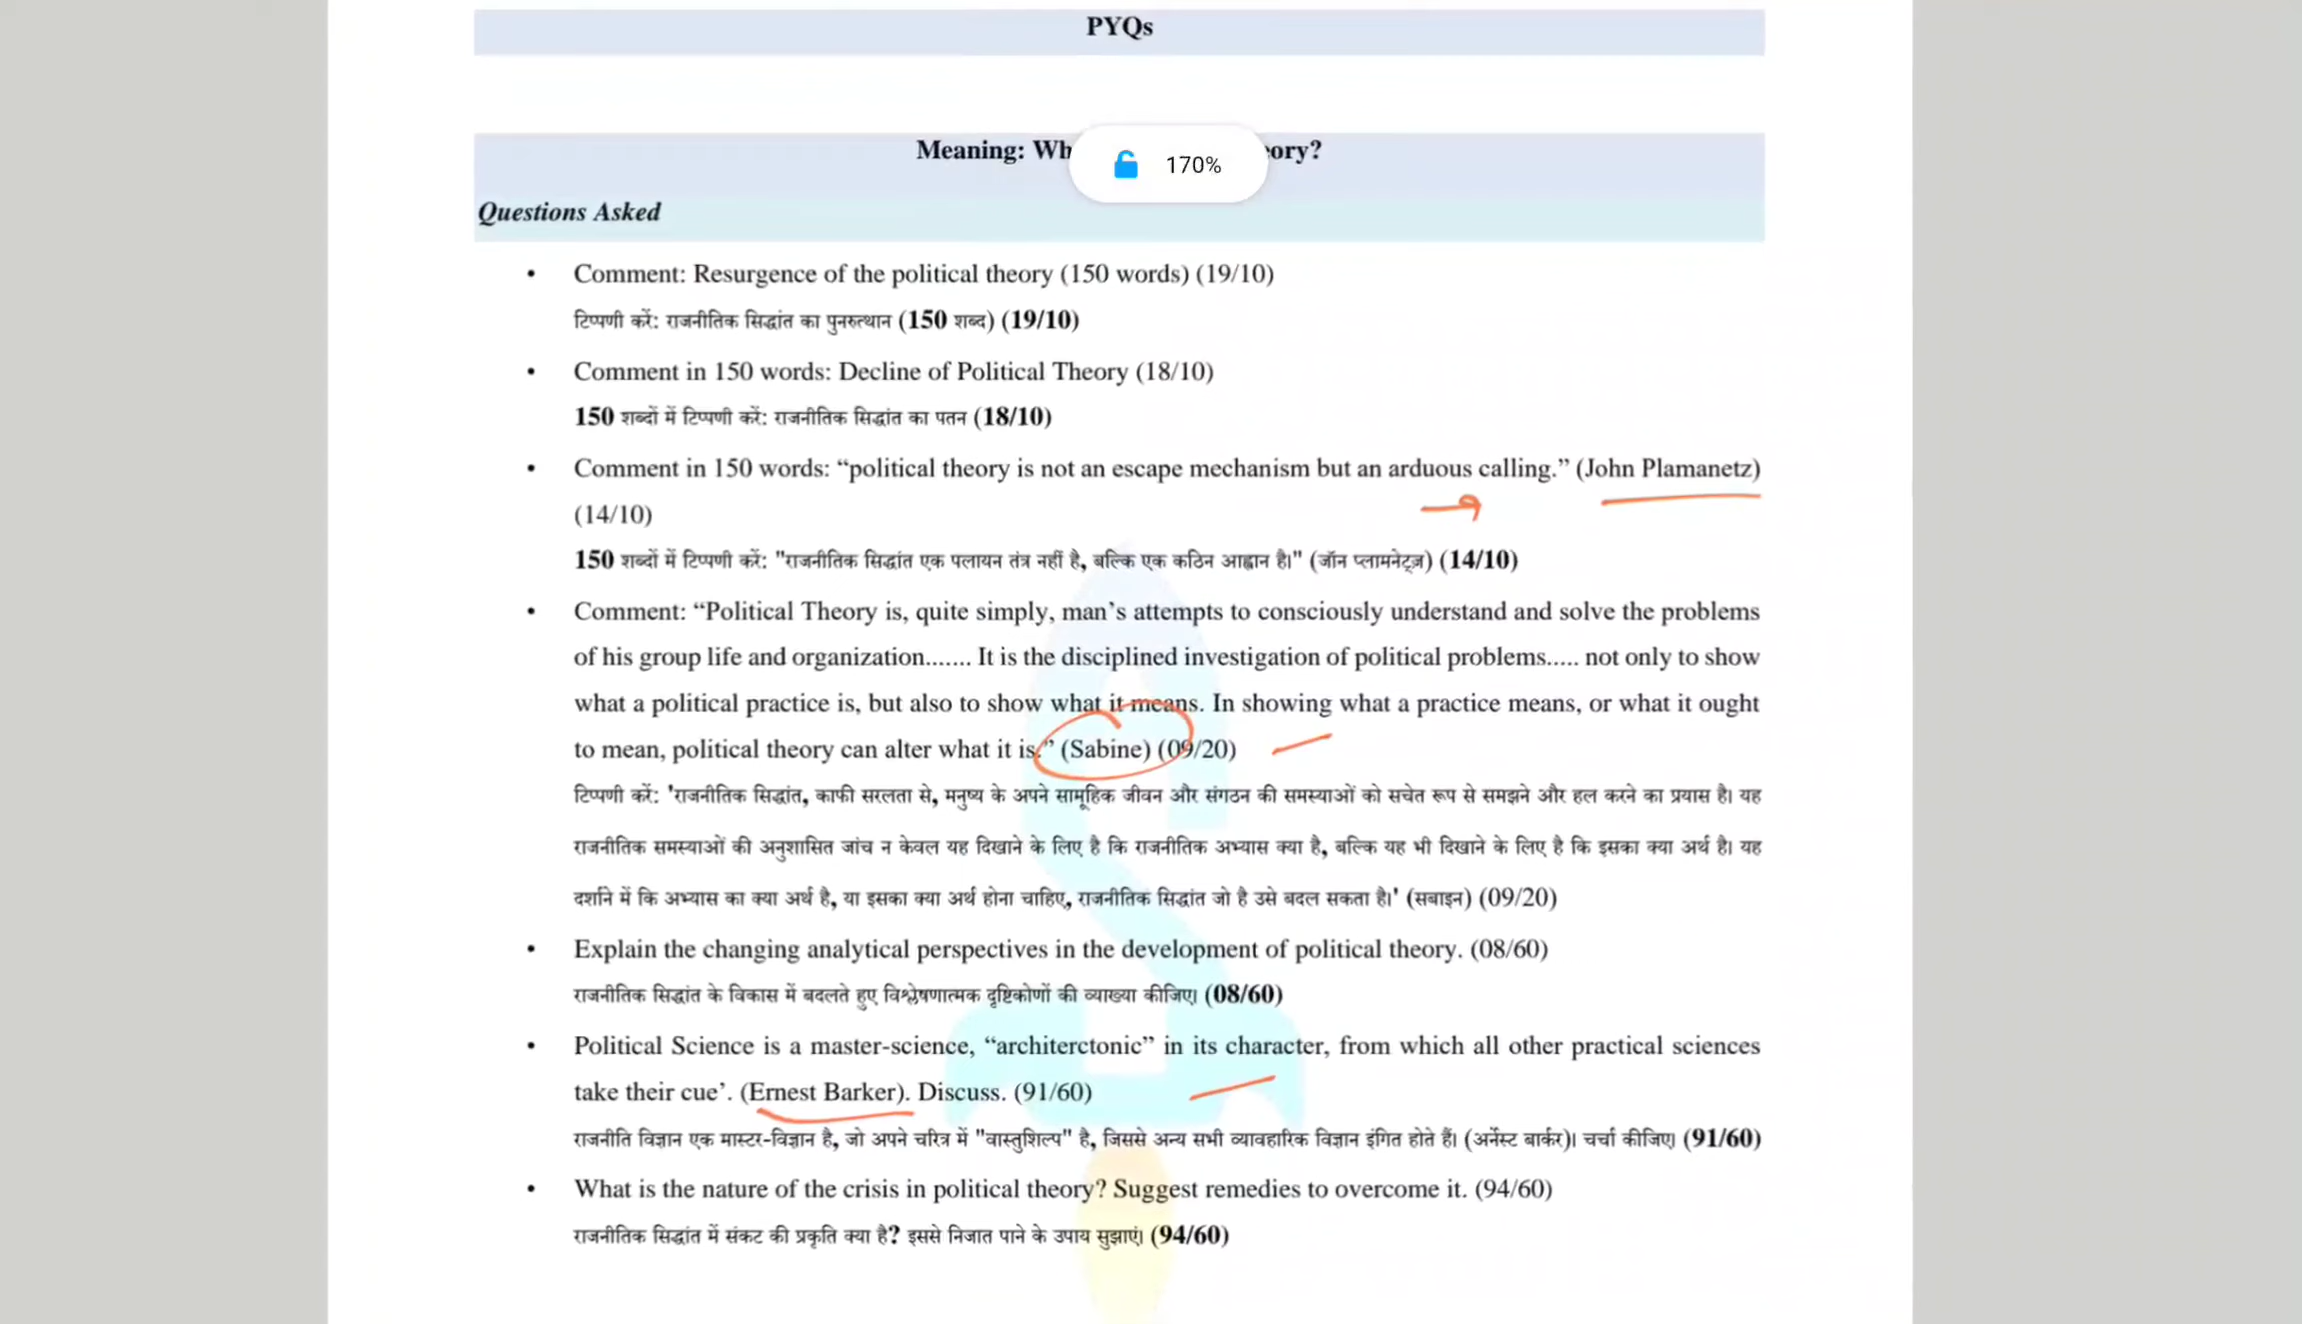 PYQs
Meaning: Wh
170%
ory?
Questions Asked
• Comment: Resurgence of the political theory (150 words) (19/10)
टिप्पणी करें: राजनीतिक सिद्धांत का पुनरुत्थान (150 शब्द) (19/10)
• Comment in 150 words: Decline of Political Theory (18/10)
150 शब्दों में टिप्पणी करें: राजनीतिक सिद्धांत का पतन (18/10)
• Comment in 150 words: “political theory is not an escape mechanism but an arduous calling.” (John Plamanetz)
(14/10)
150 शब्दों में टिप्पणी करें: "राजनीतिक सिद्धांत एक पलायन तंत्र नहीं है, बल्कि एक कठिन आह्वान है।" (जॉन प्लामनेट्ज़) (14/10)
• Comment: “Political Theory is, quite simply, man’s attempts to consciously understand and solve the problems
of his group life and organization....... It is the disciplined investigation of political problems..... not only to show
what a political practice is, but also to show what it means. In showing what a practice means, or what it ought
to mean, political theory can alter what it is.” (Sabine) (09/20)
टिप्पणी करें: 'राजनीतिक सिद्धांत, काफी सरलता से, मनुष्य के अपने सामूहिक जीवन और संगठन की समस्याओं को सचेत रूप से समझने और हल करने का प्रयास है। यह
राजनीतिक समस्याओं की अनुशासित जांच न केवल यह दिखाने के लिए है कि राजनीतिक अभ्यास क्या है, बल्कि यह भी दिखाने के लिए है कि इसका क्या अर्थ है। यह
दर्शाने में कि अभ्यास का क्या अर्थ है, या इसका क्या अर्थ होना चाहिए, राजनीतिक सिद्धांत जो है उसे बदल सकता है।' (सबाइन) (09/20)
• Explain the changing analytical perspectives in the development of political theory. (08/60)
राजनीतिक सिद्धांत के विकास में बदलते हुए विश्लेषणात्मक दृष्टिकोणों की व्याख्या कीजिए। (08/60)
• Political Science is a master-science, “architerctonic” in its character, from which all other practical sciences
take their cue’. (Ernest Barker). Discuss. (91/60)
राजनीति विज्ञान एक मास्टर-विज्ञान है, जो अपने चरित्र में "वास्तुशिल्प" है, जिससे अन्य सभी व्यावहारिक विज्ञान इंगित होते हैं। (अर्नेस्ट बार्कर)। चर्चा कीजिए। (91/60)
• What is the nature of the crisis in political theory? Suggest remedies to overcome it. (94/60)
राजनीतिक सिद्धांत में संकट की प्रकृति क्या है? इससे निजात पाने के उपाय सुझाएं। (94/60)